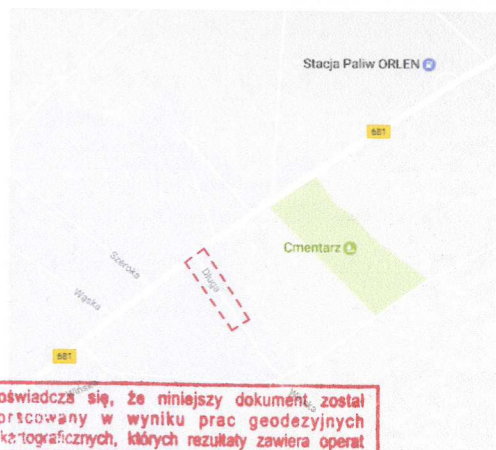 Stacja Paliw ORLEN
681
Cmentarz
Szeroka
Długa
Wąska
681
oświadcza się, że niniejszy dokument został
orscowany w wyniku prac geodezyjnych
kartograficznych, których rezultaty zawiera operat